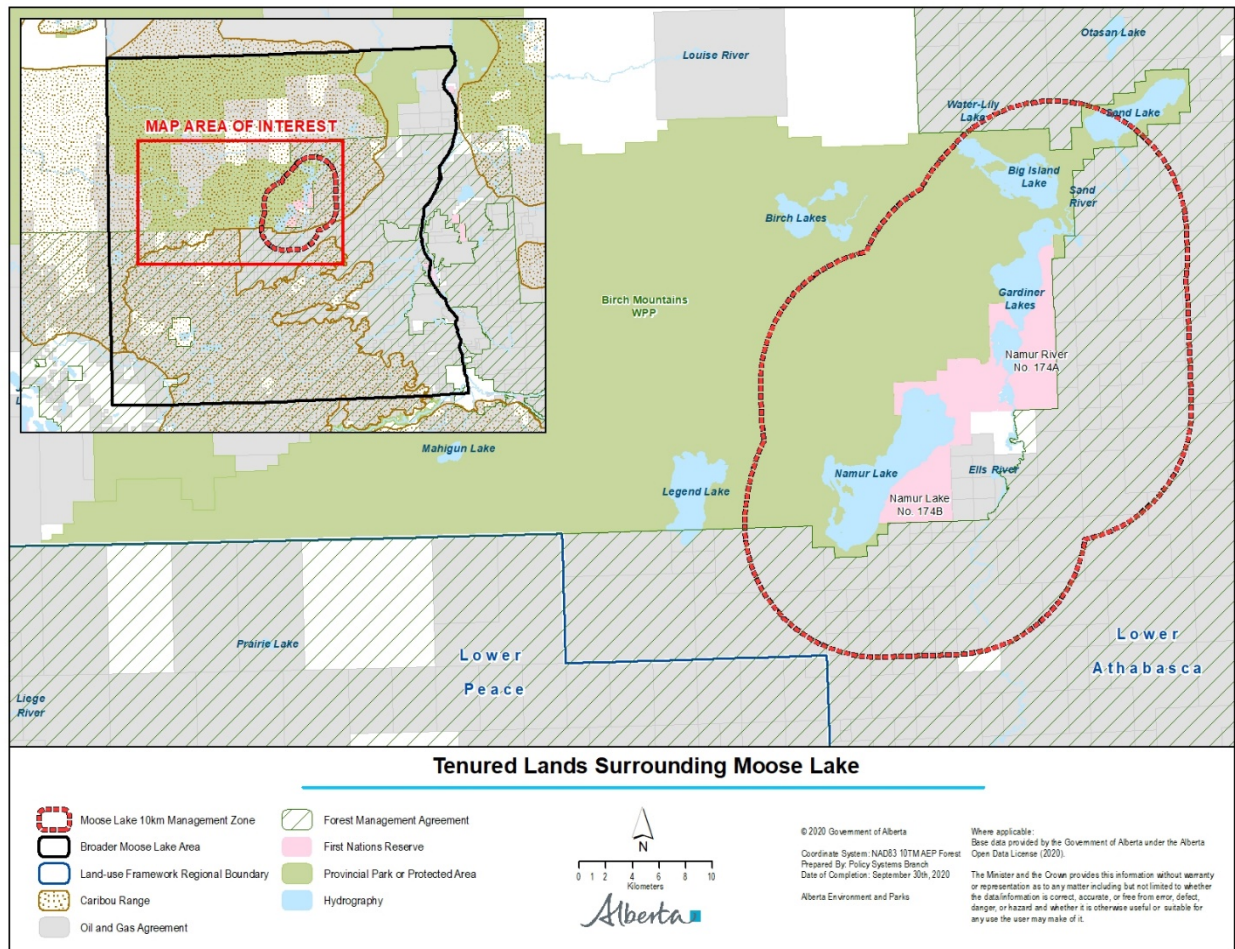 MAP AREA OF INTEREST
Louise River
Otasan Lake
Water-Lily
Lake
Sand Lake
Big Island
Lake
Sand
River
Birch Lakes
Birch Mountains
WPP
Gardiner
Lakes
Namur River
No. 174A
Mahigun Lake
Legend Lake
Namur Lake
Ells River
Namur Lake
No. 174B
Prairie Lake
Lower
Peace
Lower
Athabasca
Liege
River
Tenured Lands Surrounding Moose Lake
Moose Lake 10km Management Zone
Broader Moose Lake Area
Land-use Framework Regional Boundary
Caribou Range
Oil and Gas Agreement
Forest Management Agreement
First Nations Reserve
Provincial Park or Protected Area
Hydrography
N
0 1 2 4 6 8 10
Kilometers
Alberta
© 2020 Government of Alberta
Coordinate System: NAD83 10TM AEP Forest
Prepared By: Policy Systems Branch
Date of Completion: September 30th, 2020
Alberta Environment and Parks
Where applicable:
Base data provided by the Government of Alberta under the Alberta
Open Data License (2020).
The Minister and the Crown provides this information without warranty
or representation as to any matter including but not limited to whether
the data/information is correct, accurate, or free from error, defect,
danger, or hazard and whether it is otherwise useful or suitable for
any use the user may make of it.